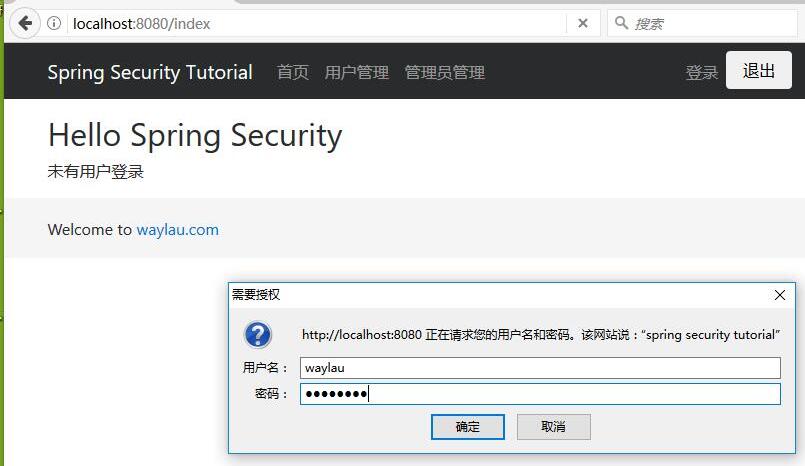 localhost:8080/index
搜索
Spring Security Tutorial 首页 用户管理 管理员管理 登录 退出
Hello Spring Security
未有用户登录
Welcome to waylau.com
需要授权
http://localhost:8080 正在请求您的用户名和密码。该网站说：“spring security tutorial”
用户名： waylau
密码： ●●●●●●●●
确定 取消